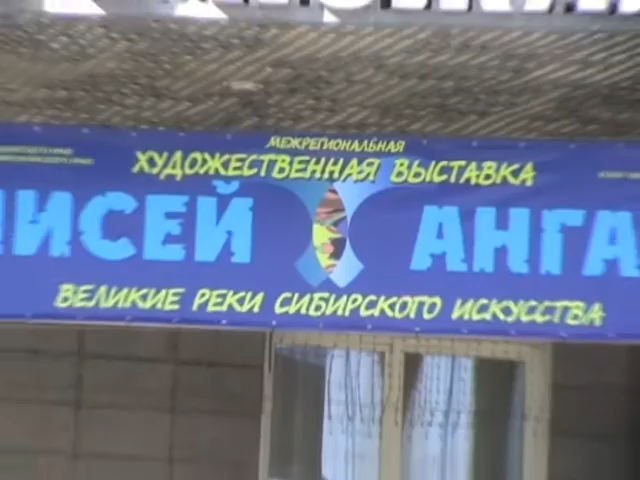 МЕЖРЕГИОНАЛЬНАЯ
ХУДОЖЕСТВЕННАЯ ВЫСТАВКА
ИСЕЙ АНГА
ВЕЛИКИЕ РЕКИ СИБИРСКОГО ИСКУССТВА